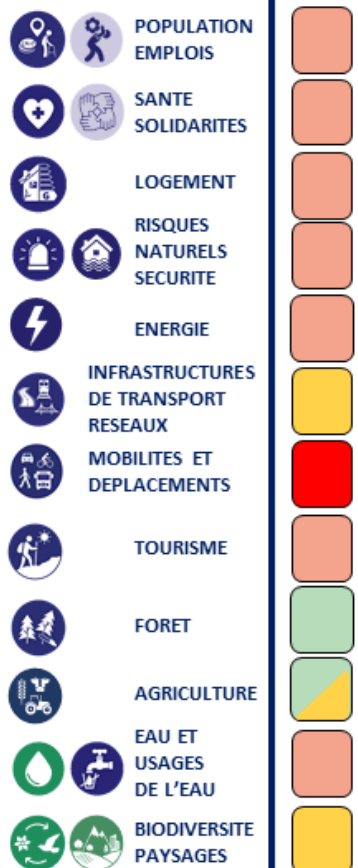 POPULATION
EMPLOIS
SANTE
SOLIDARITES
LOGEMENT
RISQUES
NATURELS
SECURITE
ENERGIE
INFRASTRUCTURES
DE TRANSPORT
RESEAUX
MOBILITES ET
DEPLACEMENTS
TOURISME
FORET
AGRICULTURE
EAU ET
USAGES
DE L'EAU
BIODIVERSITE
PAYSAGES